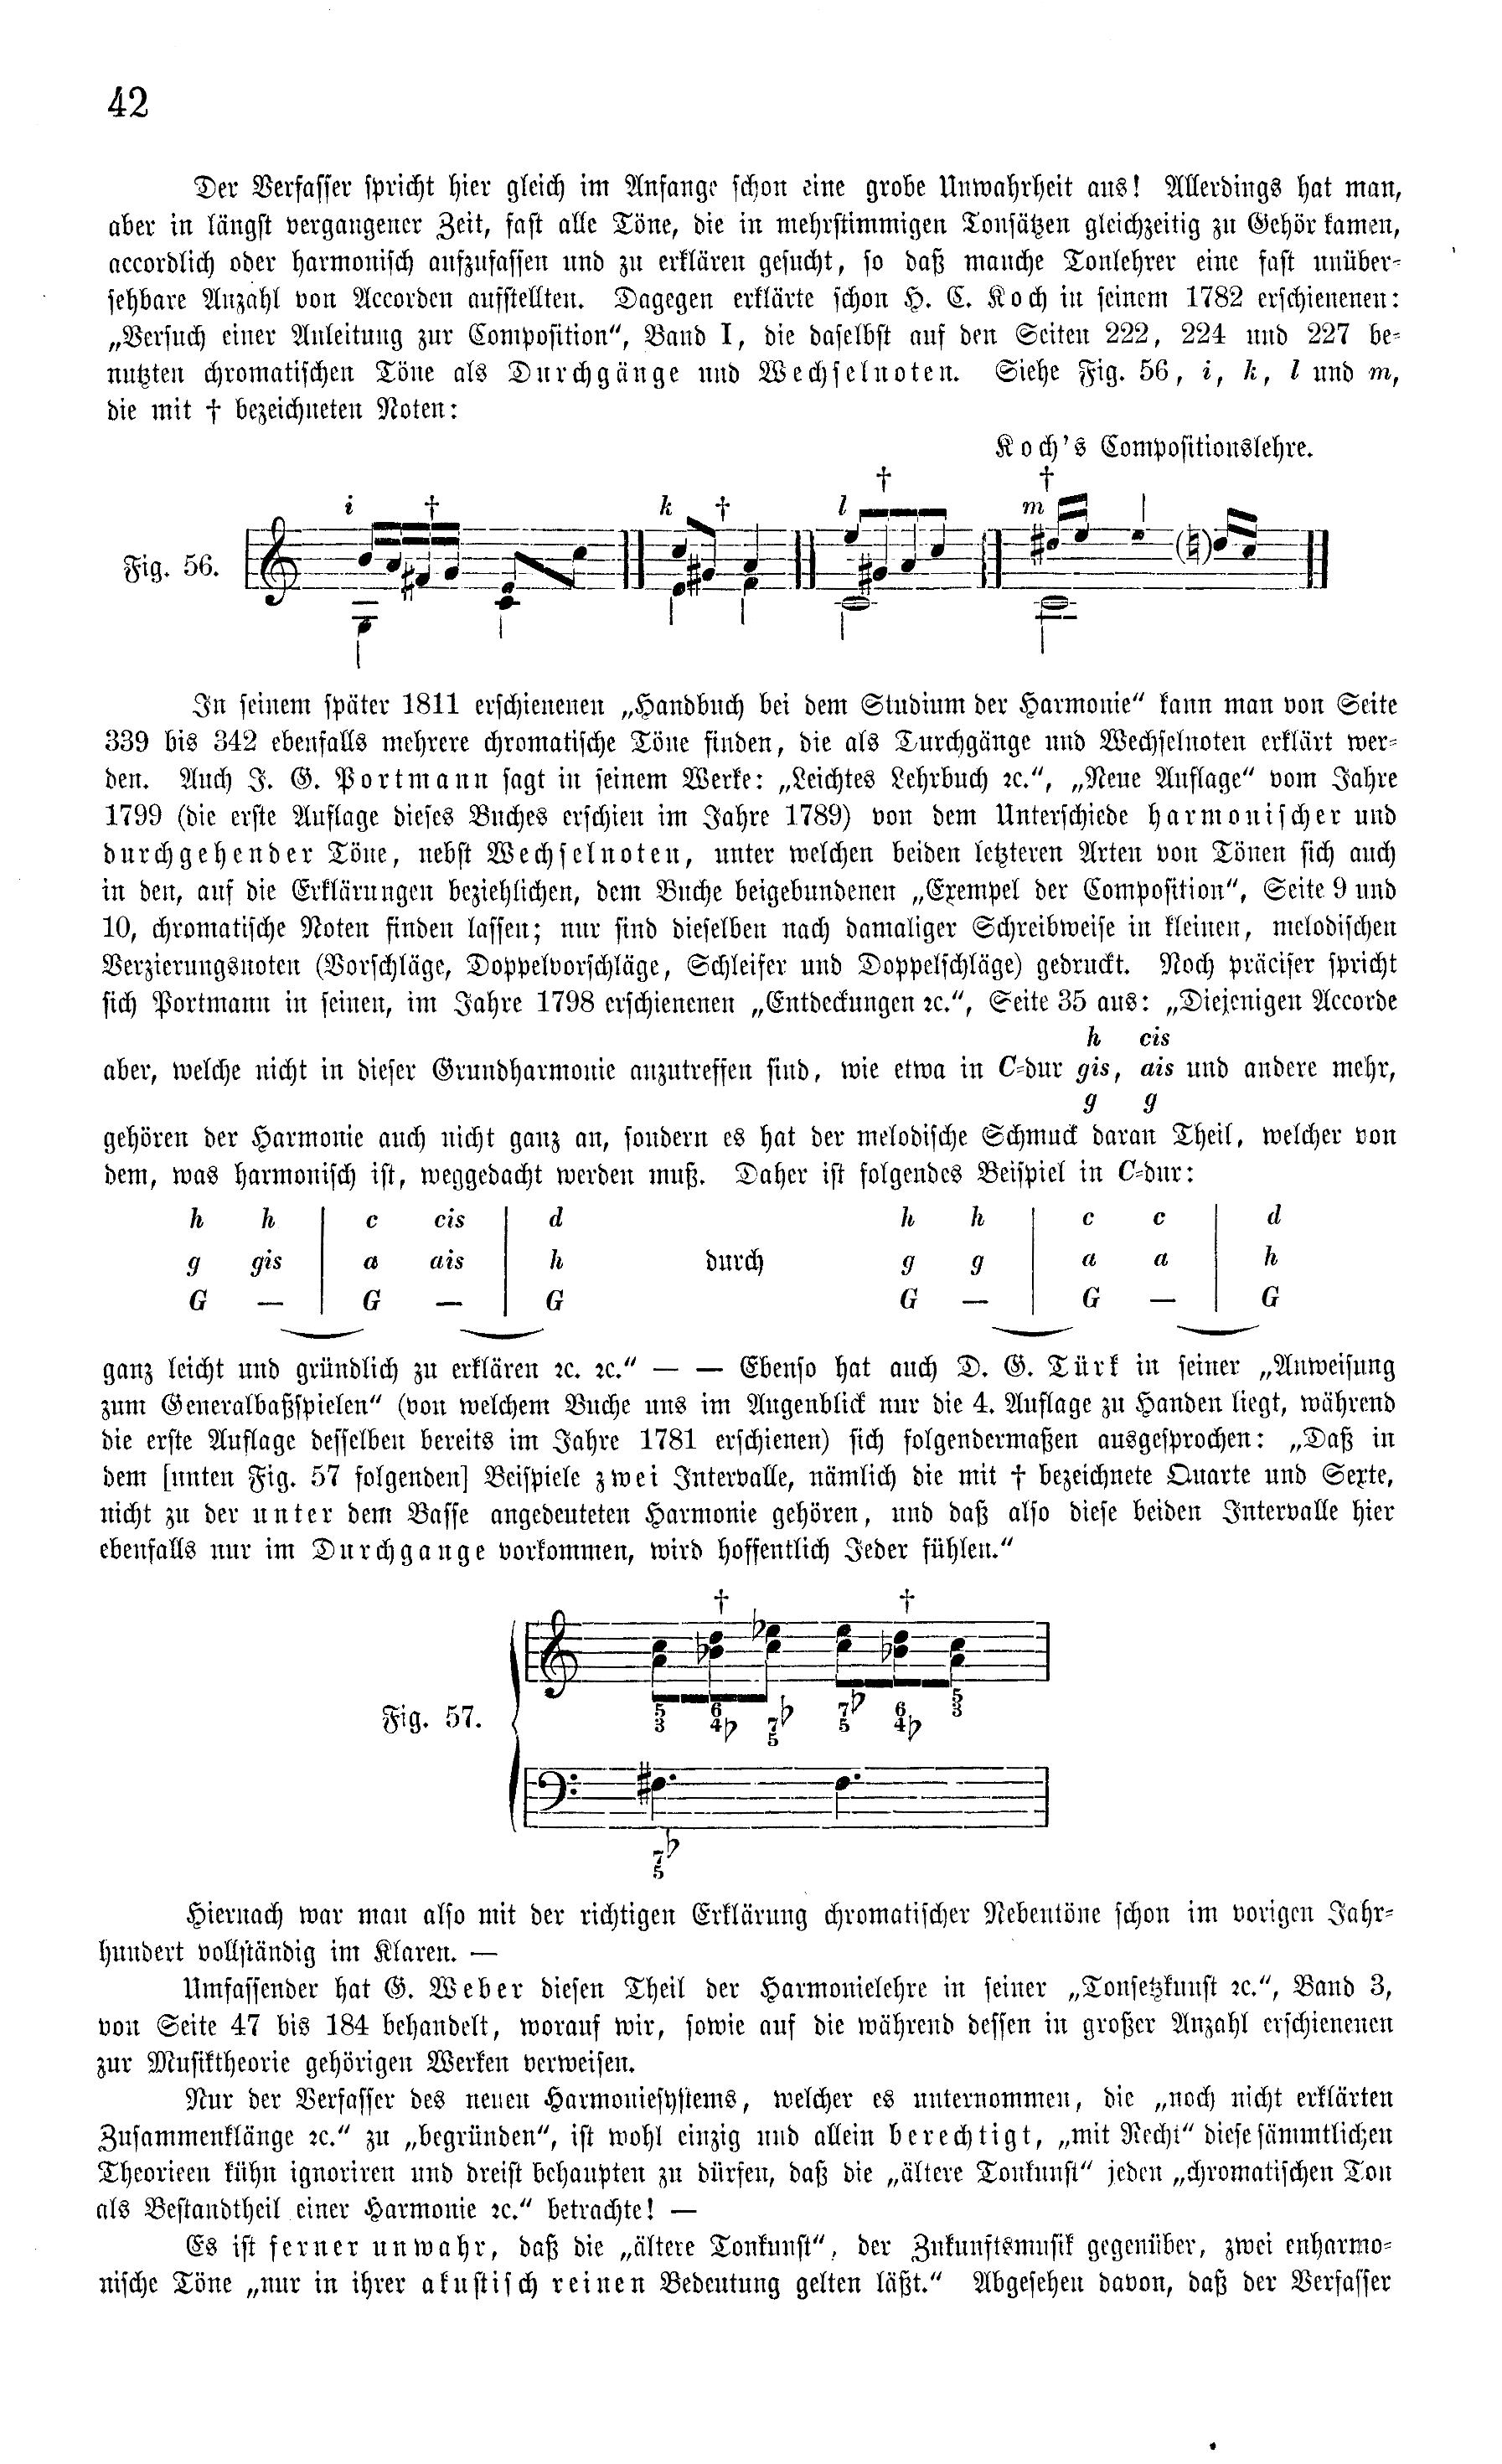 42
Der Verfasser spricht hier gleich im Anfange schon eine grobe Unwahrheit aus! Allerdings hat man,
aber in längst vergangener Zeit, fast alle Töne, die in mehrstimmigen Tonsätzen gleichzeitig zu Gehör kamen,
accordlich oder harmonisch aufzufassen und zu erklären gesucht, so daß manche Tonlehrer eine fast unüber-
sehbare Anzahl von Accorden aufstellten. Dagegen erklärte schon H. C. Koch in seinem 1782 erschienenen:
„Versuch einer Anleitung zur Composition“, Band I, die daselbst auf den Seiten 222, 224 und 227 be-
nutzten chromatischen Töne als Durchgänge und Wechselnoten. Siehe Fig. 56, i, k, l und m,
die mit † bezeichneten Noten:
Koch's Compositionslehre.
i † k † l † m †
Fig. 56.
In seinem später 1811 erschienenen „Handbuch bei dem Studium der Harmonie“ kann man von Seite
339 bis 342 ebenfalls mehrere chromatische Töne finden, die als Durchgänge und Wechselnoten erklärt wer-
den. Auch J. G. Portmann sagt in seinem Werke: „Leichtes Lehrbuch ꝛc.“, „Neue Auflage“ vom Jahre
1799 (die erste Auflage dieses Buches erschien im Jahre 1789) von dem Unterschiede harmonischer und
durchgehender Töne, nebst Wechselnoten, unter welchen beiden letzteren Arten von Tönen sich auch
in den, auf die Erklärungen beziehlichen, dem Buche beigebundenen „Exempel der Composition“, Seite 9 und
10, chromatische Noten finden lassen; nur sind dieselben nach damaliger Schreibweise in kleinen, melodischen
Verzierungsnoten (Vorschläge, Doppelvorschläge, Schleifer und Doppelschläge) gedruckt. Noch präciser spricht
sich Portmann in seinen, im Jahre 1798 erschienenen „Entdeckungen ꝛc.“, Seite 35 aus: „Diejenigen Accorde
h cis
aber, welche nicht in dieser Grundharmonie anzutreffen sind, wie etwa in C-dur gis, ais und andere mehr,
g g
gehören der Harmonie auch nicht ganz an, sondern es hat der melodische Schmuck daran Theil, welcher von
dem, was harmonisch ist, weggedacht werden muß. Daher ist folgendes Beispiel in C-dur:
h h | c cis | d h h | c c | d
g gis | a ais | h durch g g | a a | h
G — | G — | G G — | G — | G
ganz leicht und gründlich zu erklären ꝛc. ꝛc.“ — — Ebenso hat auch D. G. Türk in seiner „Anweisung
zum Generalbaßspielen“ (von welchem Buche uns im Augenblick nur die 4. Auflage zu Handen liegt, während
die erste Auflage desselben bereits im Jahre 1781 erschienen) sich folgendermaßen ausgesprochen: „Daß in
dem [unten Fig. 57 folgenden] Beispiele zwei Intervalle, nämlich die mit † bezeichnete Quarte und Sexte,
nicht zu der unter dem Basse angedeuteten Harmonie gehören, und daß also diese beiden Intervalle hier
ebenfalls nur im Durchgange vorkommen, wird hoffentlich Jeder fühlen.“
† †
5 6 7♭ 7♭ 6 5
3 4♭ 5 5 4♭ 3
Fig. 57.
7♭
5
Hiernach war man also mit der richtigen Erklärung chromatischer Nebentöne schon im vorigen Jahr-
hundert vollständig im Klaren. —
Umfassender hat G. Weber diesen Theil der Harmonielehre in seiner „Tonsetzkunst ꝛc.“, Band 3,
von Seite 47 bis 184 behandelt, worauf wir, sowie auf die während dessen in großer Anzahl erschienenen
zur Musiktheorie gehörigen Werken verweisen.
Nur der Verfasser des neuen Harmoniesystems, welcher es unternommen, die „noch nicht erklärten
Zusammenklänge ꝛc.“ zu „begründen“, ist wohl einzig und allein berechtigt, „mit Recht“ diese sämmtlichen
Theorieen kühn ignoriren und dreist behaupten zu dürfen, daß die „ältere Tonkunst“ jeden „chromatischen Ton
als Bestandtheil einer Harmonie ꝛc.“ betrachte! —
Es ist ferner unwahr, daß die „ältere Tonkunst“, der Zukunftsmusik gegenüber, zwei enharmo-
nische Töne „nur in ihrer akustisch reinen Bedeutung gelten läßt.“ Abgesehen davon, daß der Verfasser